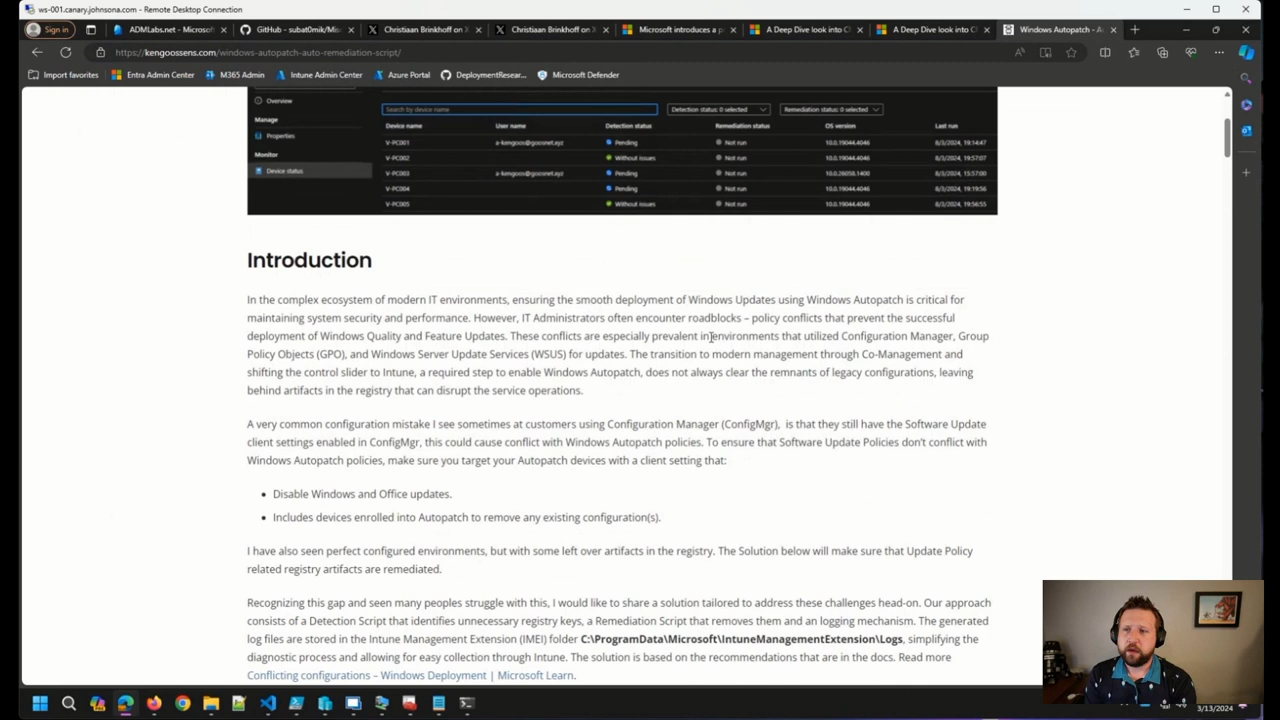 ws-001.canary.johnsona.com - Remote Desktop Connection
Sign in
ADMLabs.net - Microsoft
GitHub - subat0mik/Mis
Christiaan Brinkhoff on X
Christiaan Brinkhoff on X
Microsoft introduces a p
A Deep Dive look into Cl
A Deep Dive look into Cl
Windows Autopatch - Au
https://kengoossens.com/windows-autopatch-auto-remediation-script/
Import favorites
Entra Admin Center
M365 Admin
Intune Admin Center
Azure Portal
DeploymentResear...
Microsoft Defender
Overview
Manage
Properties
Monitor
Device status
Search by device name
Detection status: 0 selected
Remediation status: 0 selected
Device name User name Detection status Remediation status OS version Last run
V-PC001 a-kengoos@goosnet.xyz Pending Not run 10.0.19044.4046 8/3/2024, 19:14:47
V-PC002 Without issues Not run 10.0.19044.4046 8/3/2024, 19:57:07
V-PC003 a-kengoos@goosnet.xyz Pending Not run 10.0.26058.1400 8/3/2024, 15:57:00
V-PC004 Pending Not run 10.0.19044.4046 8/3/2024, 19:19:56
V-PC005 Without issues Not run 10.0.19044.4046 8/3/2024, 19:56:55
Introduction
In the complex ecosystem of modern IT environments, ensuring the smooth deployment of Windows Updates using Windows Autopatch is critical for
maintaining system security and performance. However, IT Administrators often encounter roadblocks – policy conflicts that prevent the successful
deployment of Windows Quality and Feature Updates. These conflicts are especially prevalent in environments that utilized Configuration Manager, Group
Policy Objects (GPO), and Windows Server Update Services (WSUS) for updates. The transition to modern management through Co-Management and
shifting the control slider to Intune, a required step to enable Windows Autopatch, does not always clear the remnants of legacy configurations, leaving
behind artifacts in the registry that can disrupt the service operations.
A very common configuration mistake I see sometimes at customers using Configuration Manager (ConfigMgr), is that they still have the Software Update
client settings enabled in ConfigMgr, this could cause conflict with Windows Autopatch policies. To ensure that Software Update Policies don't conflict with
Windows Autopatch policies, make sure you target your Autopatch devices with a client setting that:
• Disable Windows and Office updates.
• Includes devices enrolled into Autopatch to remove any existing configuration(s).
I have also seen perfect configured environments, but with some left over artifacts in the registry. The Solution below will make sure that Update Policy
related registry artifacts are remediated.
Recognizing this gap and seen many peoples struggle with this, I would like to share a solution tailored to address these challenges head-on. Our approach
consists of a Detection Script that identifies unnecessary registry keys, a Remediation Script that removes them and an logging mechanism. The generated
log files are stored in the Intune Management Extension (IMEI) folder C:\ProgramData\Microsoft\IntuneManagementExtension\Logs, simplifying the
diagnostic process and allowing for easy collection through Intune. The solution is based on the recommendations that are in the docs. Read more
Conflicting configurations – Windows Deployment | Microsoft Learn.
3/13/2024